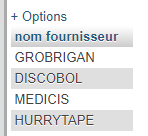 + Options
nom fournisseur
GROBRIGAN
DISCOBOL
MEDICIS
HURRYTAPE